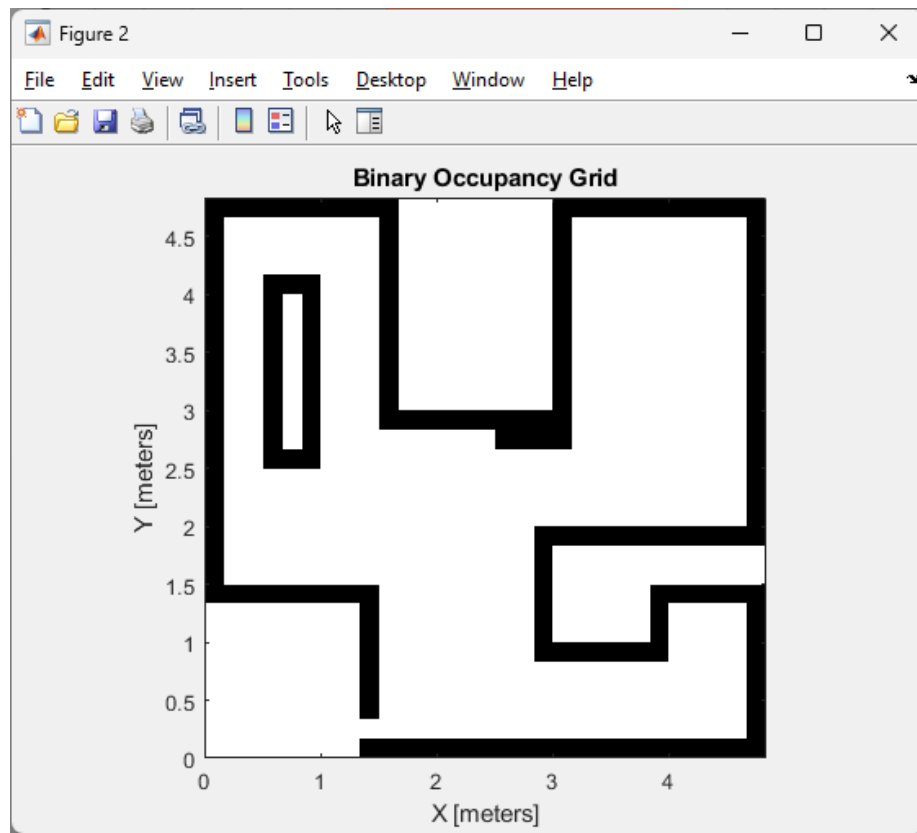 Figure 2
File Edit View Insert Tools Desktop Window Help
Binary Occupancy Grid
4.5
4
3.5
3
2.5
2
1.5
1
0.5
0
Y [meters]
0 1 2 3 4
X [meters]